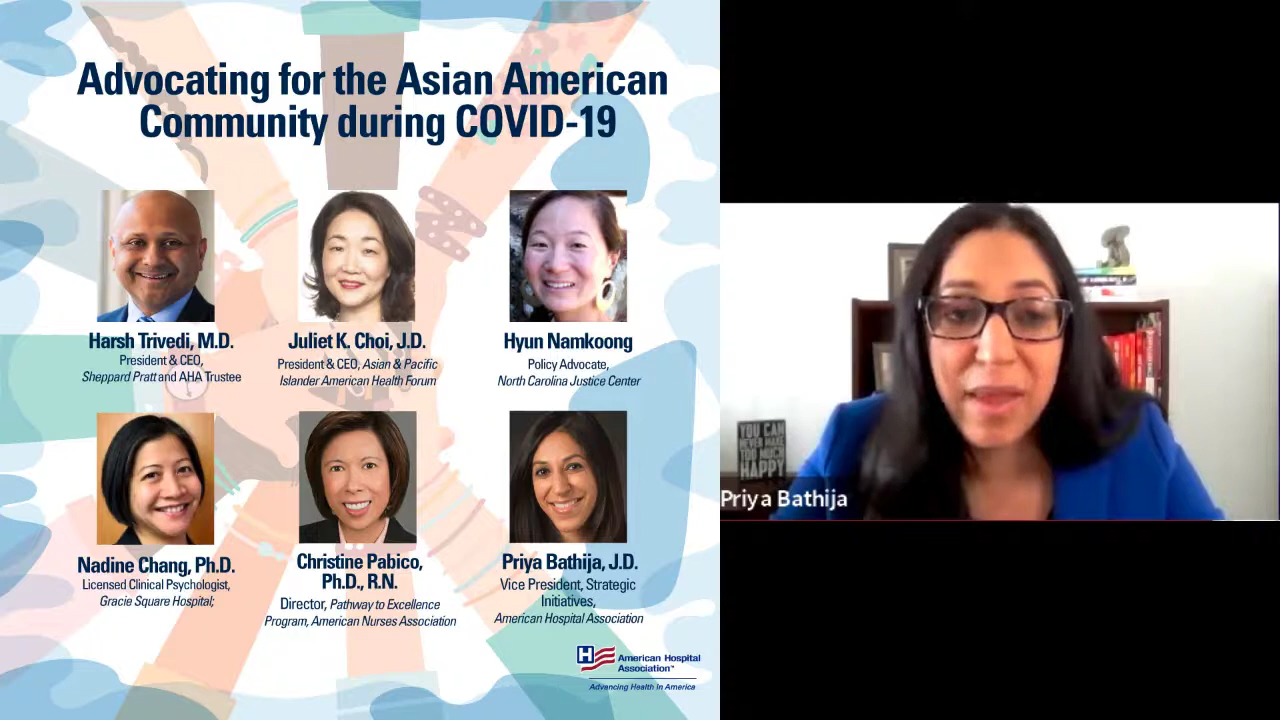 Advocating for the Asian American
Community during COVID-19
Harsh Trivedi, M.D.
President & CEO,
Sheppard Pratt and AHA Trustee
Juliet K. Choi, J.D.
President & CEO, Asian & Pacific
Islander American Health Forum
Hyun Namkoong
Policy Advocate,
North Carolina Justice Center
Nadine Chang, Ph.D.
Licensed Clinical Psychologist,
Gracie Square Hospital;
Christine Pabico,
Ph.D., R.N.
Director, Pathway to Excellence
Program, American Nurses Association
Priya Bathija, J.D.
Vice President, Strategic
Initiatives,
American Hospital Association
H American Hospital
Association™
Advancing Health in America
YOU CAN
NEVER MAKE
TOO MUCH
HAPPY
Priya Bathija